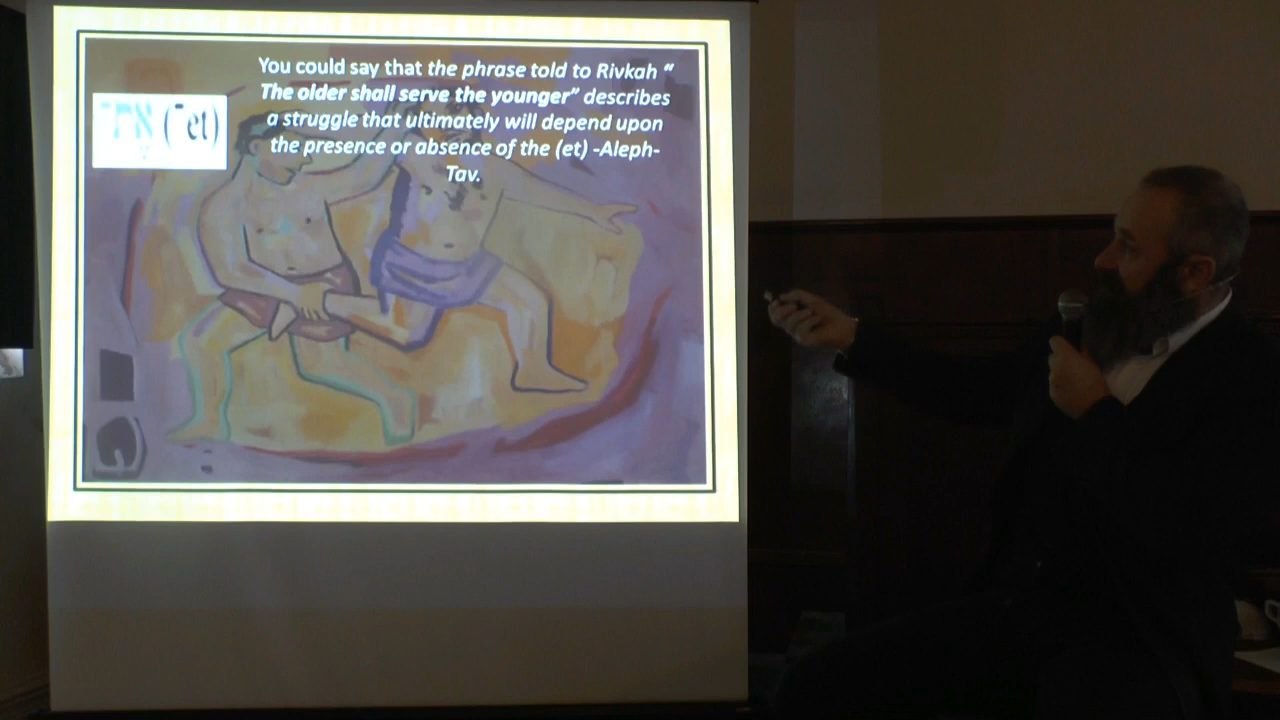 You could say that the phrase told to Rivkah “
The older shall serve the younger” describes
a struggle that ultimately will depend upon
the presence or absence of the (et) -Aleph-
Tav.
(־et)